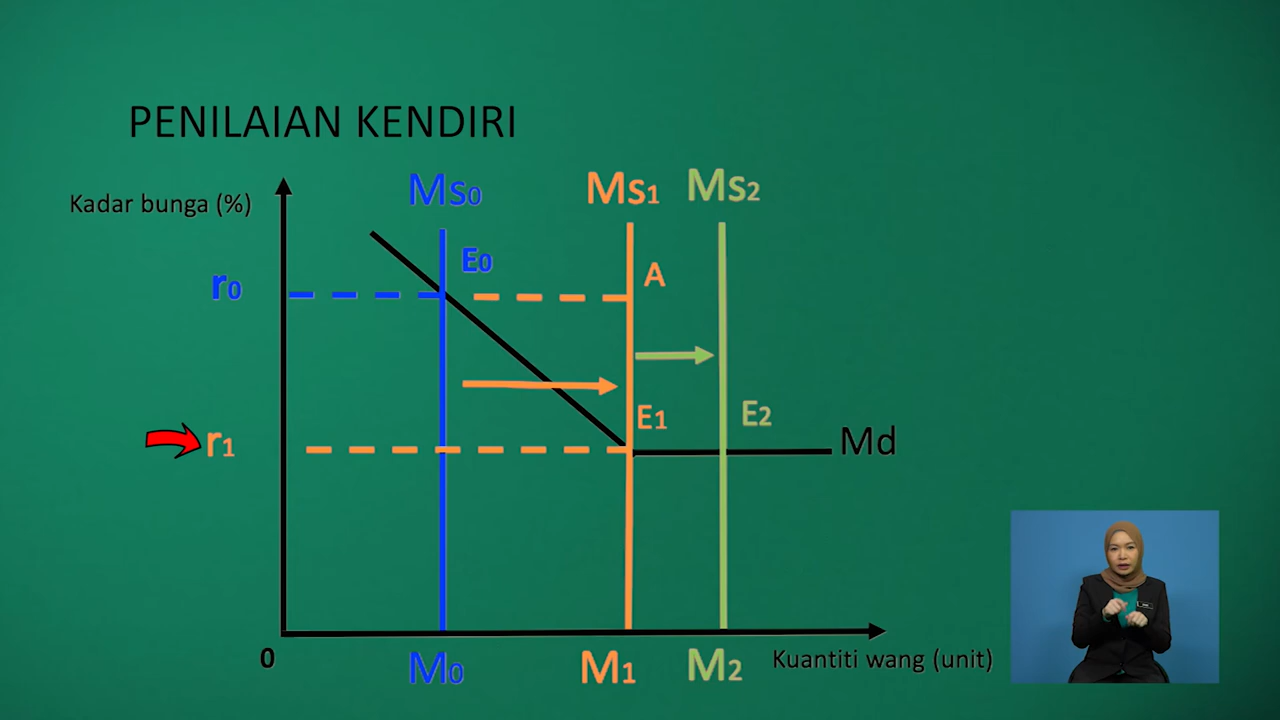 PENILAIAN KENDIRI
Ms0 Ms1 Ms2
Kadar bunga (%)
E0
A
r0
E1 E2
r1
Md
0
M0 M1 M2
Kuantiti wang (unit)